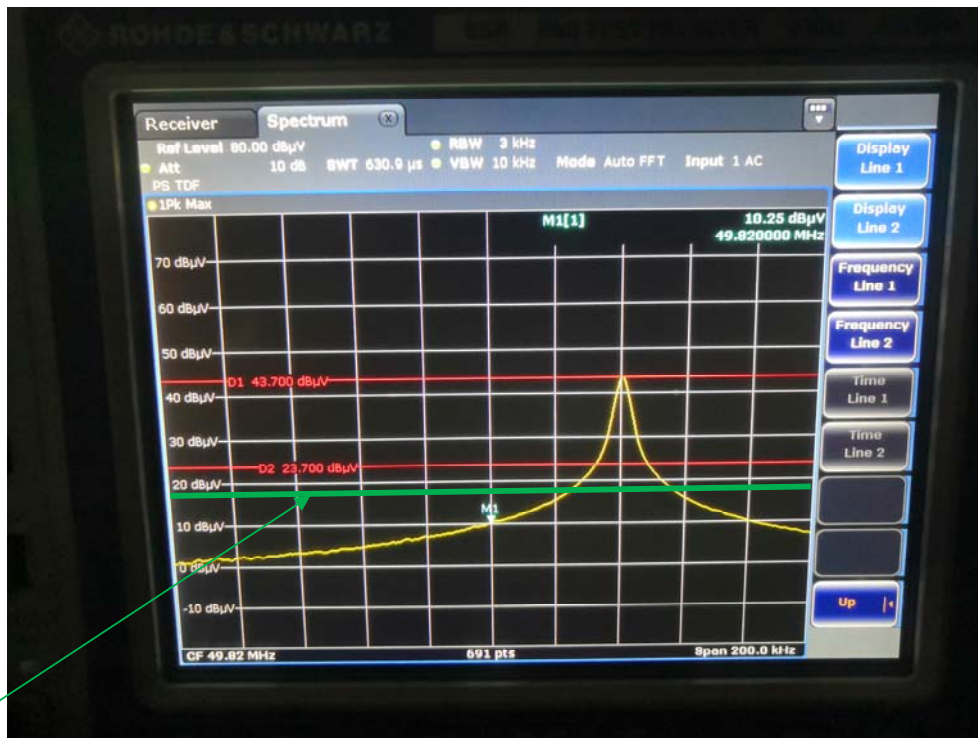 ROHDE & SCHWARZ
Receiver Spectrum
Ref Level 80.00 dBµV RBW 3 kHz
Att 10 dB SWT 630.9 µs VBW 10 kHz Mode Auto FFT Input 1 AC
PS TDF
1Pk Max
M1[1] 10.25 dBµV
49.820000 MHz
70 dBµV
60 dBµV
50 dBµV
D1 43.700 dBµV
40 dBµV
30 dBµV
D2 23.700 dBµV
20 dBµV
M1
10 dBµV
0 dBµV
-10 dBµV
CF 49.82 MHz 691 pts Span 200.0 kHz
Display
Line 1
Display
Line 2
Frequency
Line 1
Frequency
Line 2
Time
Line 1
Time
Line 2
Up